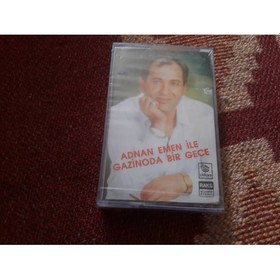 ADNAN EMEN İLE
GAZİNODA BİR GECE